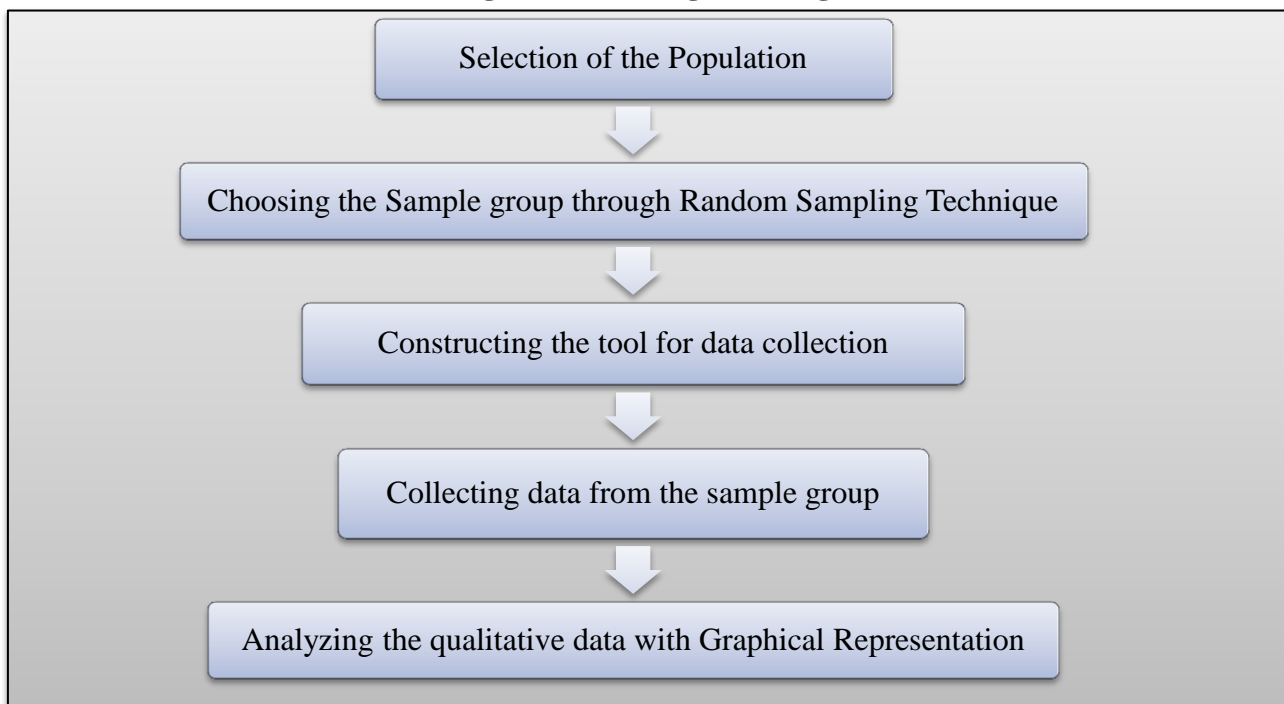 Selection of the Population
Choosing the Sample group through Random Sampling Technique
Constructing the tool for data collection
Collecting data from the sample group
Analyzing the qualitative data with Graphical Representation